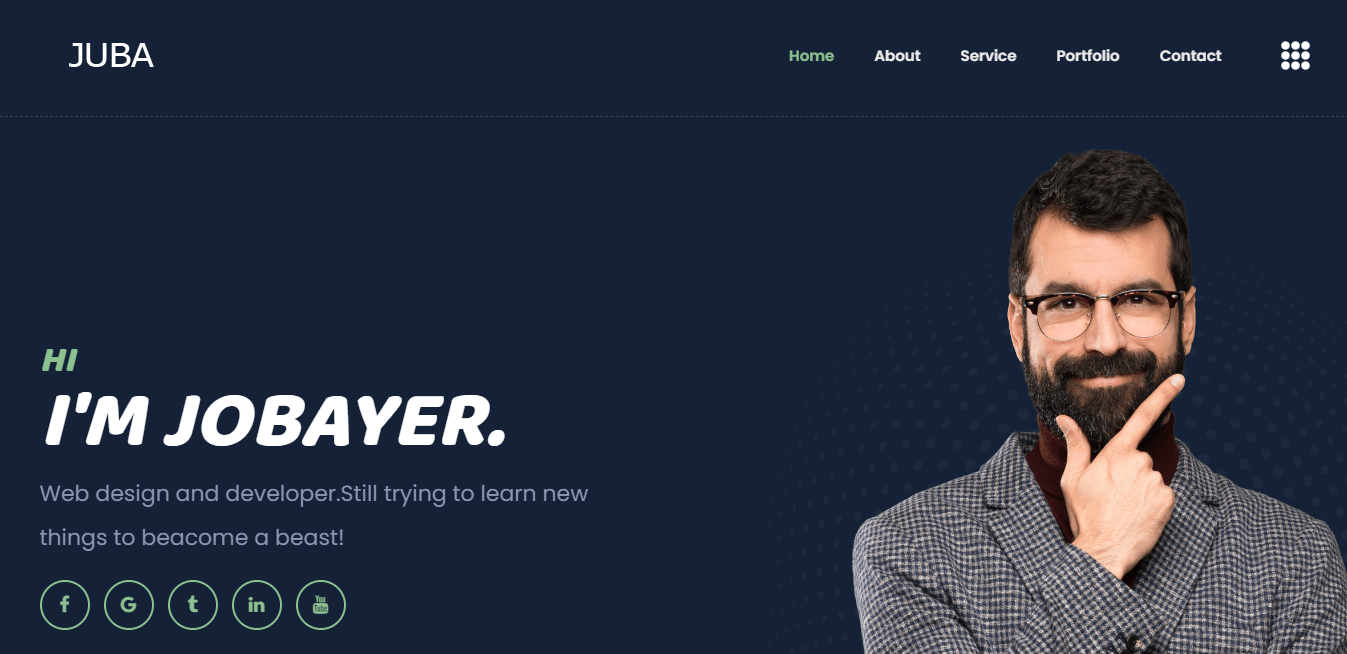 JUBA
Home About Service Portfolio Contact
HI
I'M JOBAYER.
Web design and developer.Still trying to learn new
things to beacome a beast!
f G t in You Tube